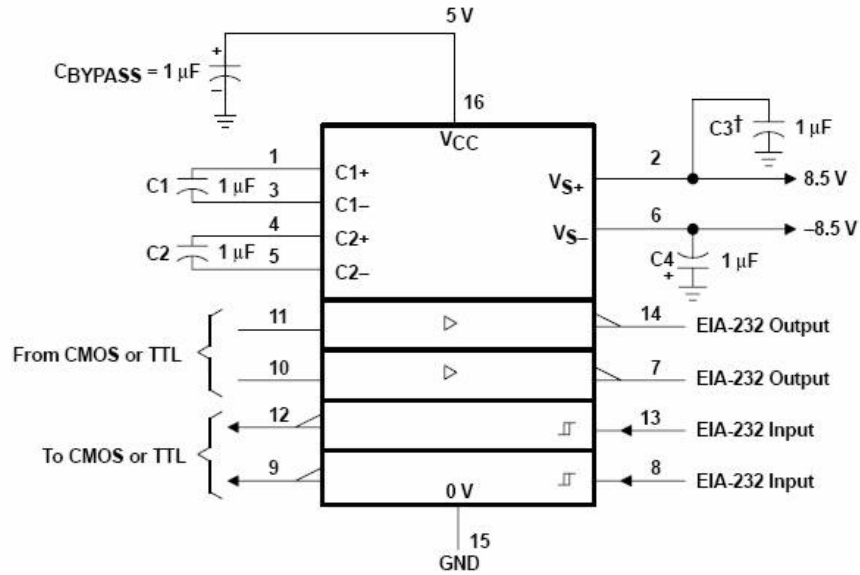 5 V
CBYPASS = 1 µF
+
–
16
VCC
C3†
1 µF
1
C1+
2
VS+
8.5 V
C1
1 µF
3
C1–
4
C2+
6
VS–
–8.5 V
C2
1 µF
5
C2–
C4
+
1 µF
From CMOS or TTL
11
14
EIA-232 Output
10
7
EIA-232 Output
To CMOS or TTL
12
13
EIA-232 Input
9
8
EIA-232 Input
0 V
15
GND